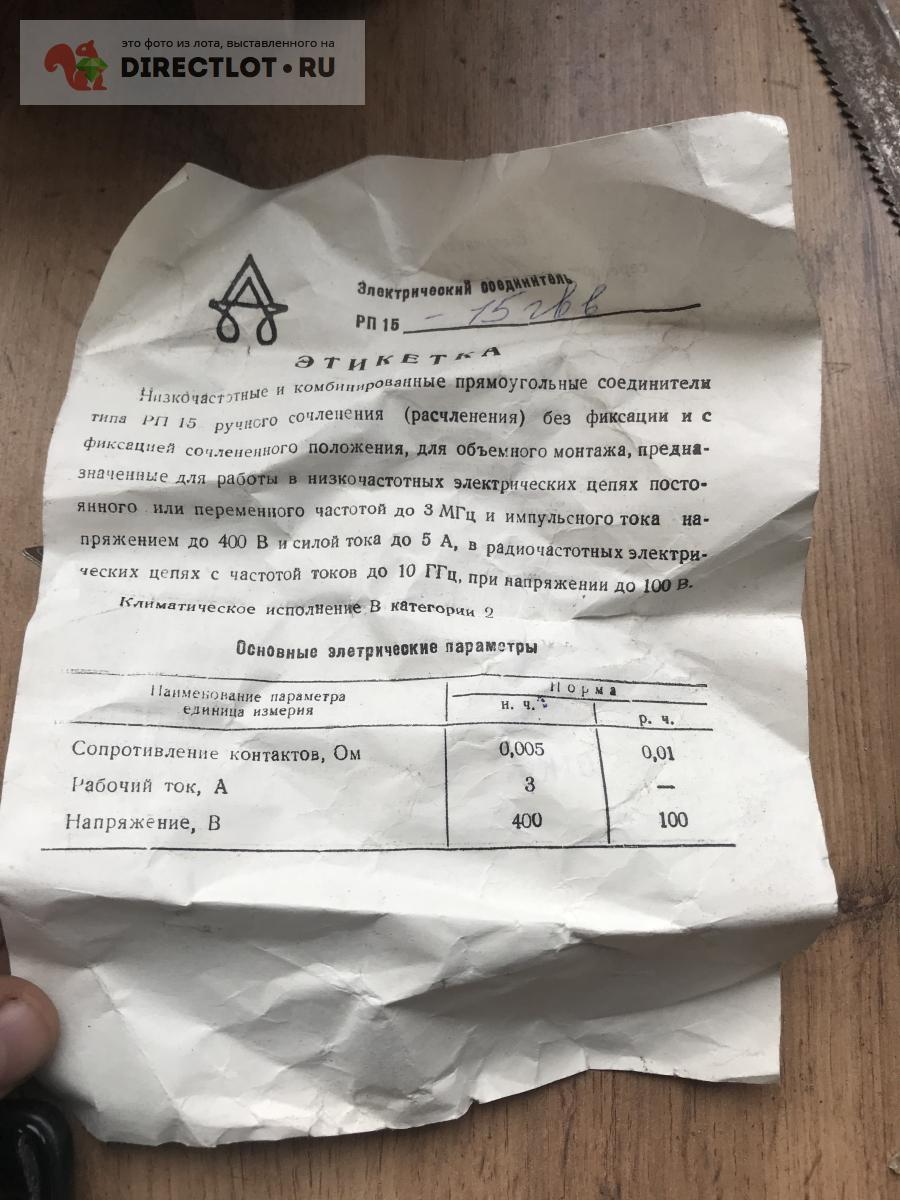 это фото из лота, выставленного на
DIRECTLOT•RU
Электрический соединитель
РП 15 - 15 гвв
ЭТИКЕТКА
Низкочастотные и комбинированные прямоугольные соединители
типа РП 15 ручного сочленения (расчленения) без фиксации и с
фиксацией сочлененного положения, для объемного монтажа, предна-
значенные для работы в низкочастотных электрических цепях посто-
янного или переменного частотой до 3 МГц и импульсного тока на-
пряжением до 400 В и силой тока до 5 А, в радиочастотных электри-
ческих цепях с частотой токов до 10 ГГц, при напряжении до 100 В.
Климатическое исполнение В категории 2
Основные элетрические параметры
Наименование параметра
единица измерия
Норма
н. ч.
р. ч.
Сопротивление контактов, Ом 0,005 0,01
Рабочий ток, А 3 —
Напряжение, В 400 100